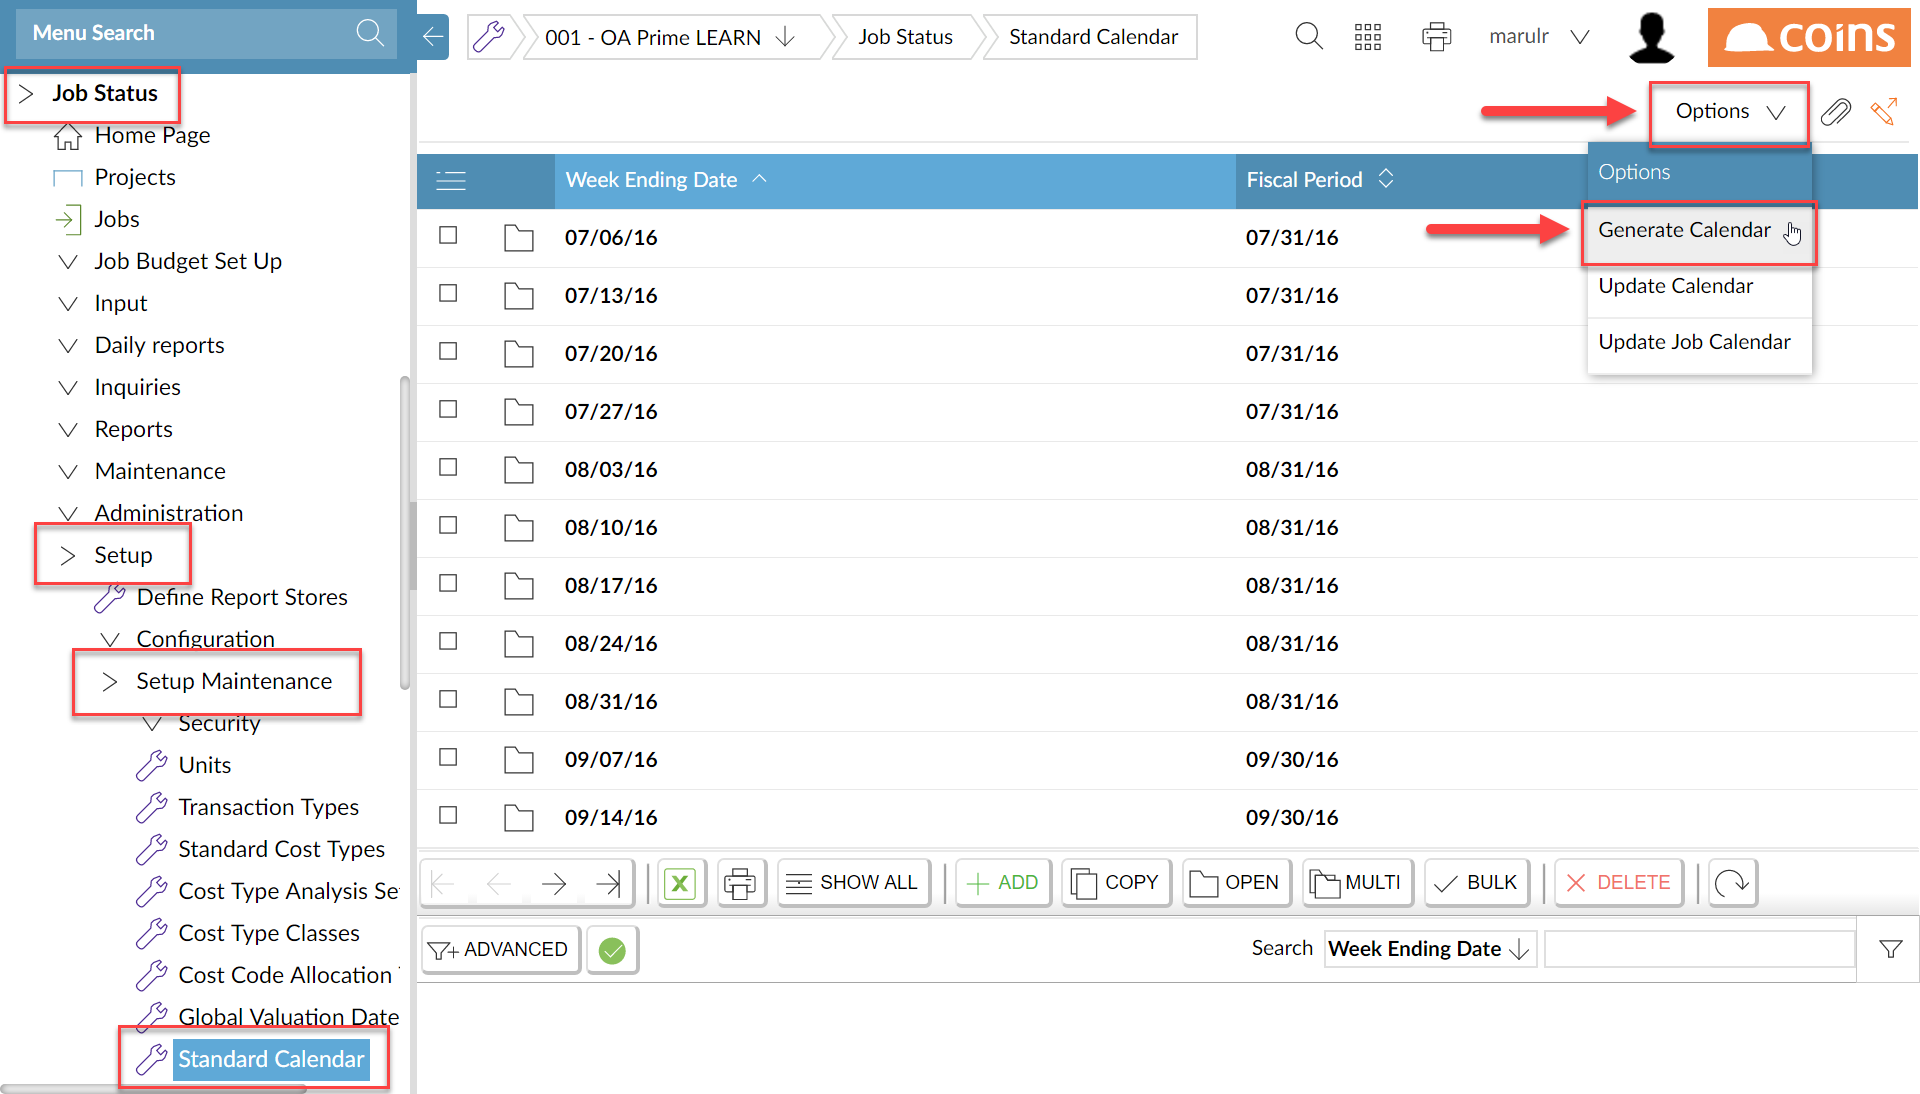 Menu Search
001 - OA Prime LEARN
Job Status
Standard Calendar
marulr
coins
Job Status
Home Page
Projects
Jobs
Job Budget Set Up
Input
Daily reports
Inquiries
Reports
Maintenance
Administration
Setup
Define Report Stores
Configuration
Setup Maintenance
Security
Units
Transaction Types
Standard Cost Types
Cost Type Analysis Se
Cost Type Classes
Cost Code Allocation
Global Valuation Date
Standard Calendar
Options
Options
Generate Calendar
Update Calendar
Update Job Calendar
Week Ending Date Fiscal Period
07/06/16 07/31/16
07/13/16 07/31/16
07/20/16 07/31/16
07/27/16 07/31/16
08/03/16 08/31/16
08/10/16 08/31/16
08/17/16 08/31/16
08/24/16 08/31/16
08/31/16 08/31/16
09/07/16 09/30/16
09/14/16 09/30/16
SHOW ALL ADD COPY OPEN MULTI BULK DELETE
ADVANCED Search Week Ending Date